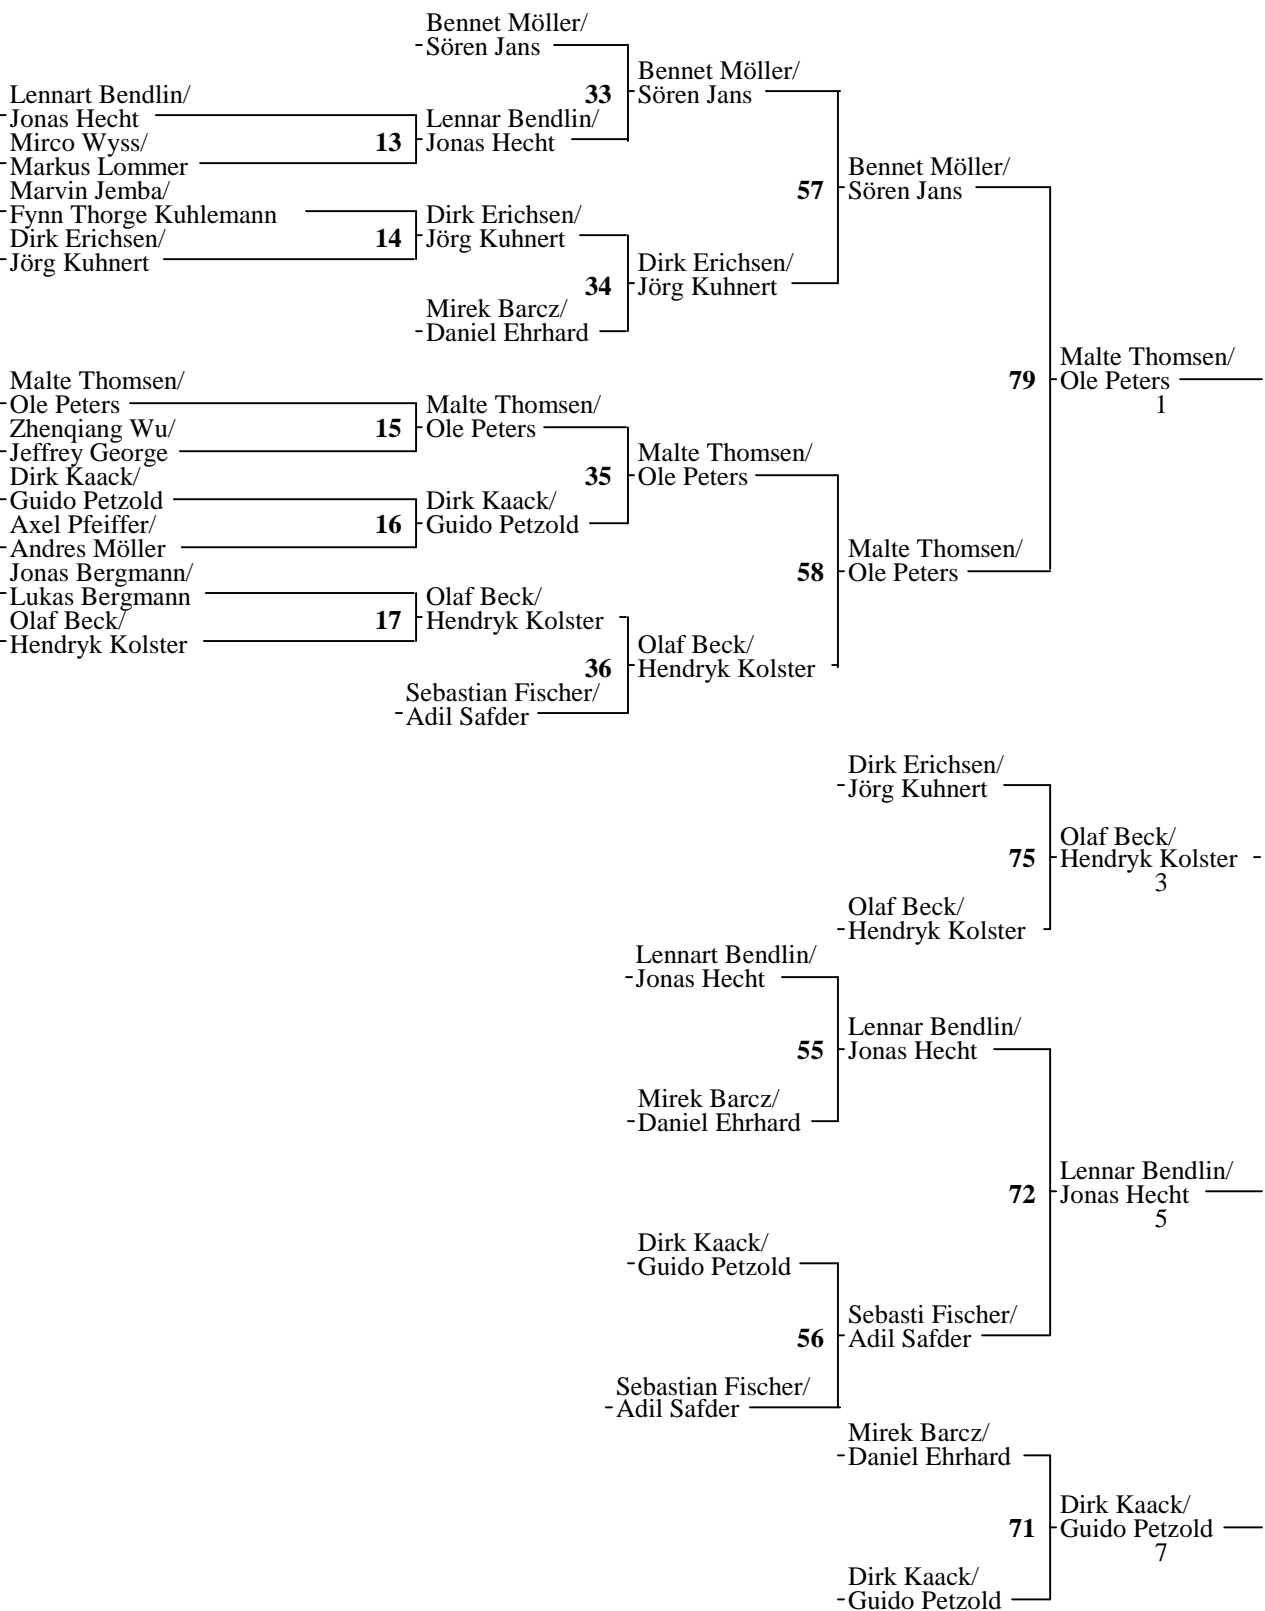 Bennet Möller/
Sören Jans
Bennet Möller/
Sören Jans
33
Lennart Bendlin/
Jonas Hecht
Lennar Bendlin/
Jonas Hecht
13
Mirco Wyss/
Markus Lommer
Bennet Möller/
Sören Jans
57
Marvin Jemba/
Fynn Thorge Kuhlemann
Dirk Erichsen/
Jörg Kuhnert
14
Dirk Erichsen/
Jörg Kuhnert
Dirk Erichsen/
Jörg Kuhnert
34
Mirek Barcz/
Daniel Ehrhard
Malte Thomsen/
Ole Peters
1
79
Malte Thomsen/
Ole Peters
Malte Thomsen/
Ole Peters
15
Zhenqiang Wu/
Jeffrey George
Malte Thomsen/
Ole Peters
35
Dirk Kaack/
Guido Petzold
Dirk Kaack/
Guido Petzold
16
Axel Pfeiffer/
Andres Möller
Malte Thomsen/
Ole Peters
58
Jonas Bergmann/
Lukas Bergmann
Olaf Beck/
Hendryk Kolster
17
Olaf Beck/
Hendryk Kolster
Olaf Beck/
Hendryk Kolster
36
Sebastian Fischer/
Adil Safder
Dirk Erichsen/
Jörg Kuhnert
75
Olaf Beck/
Hendryk Kolster
3
Olaf Beck/
Hendryk Kolster
Lennart Bendlin/
Jonas Hecht
55
Lennar Bendlin/
Jonas Hecht
Mirek Barcz/
Daniel Ehrhard
72
Lennar Bendlin/
Jonas Hecht
5
Dirk Kaack/
Guido Petzold
56
Sebasti Fischer/
Adil Safder
Sebastian Fischer/
Adil Safder
Mirek Barcz/
Daniel Ehrhard
71
Dirk Kaack/
Guido Petzold
7
Dirk Kaack/
Guido Petzold